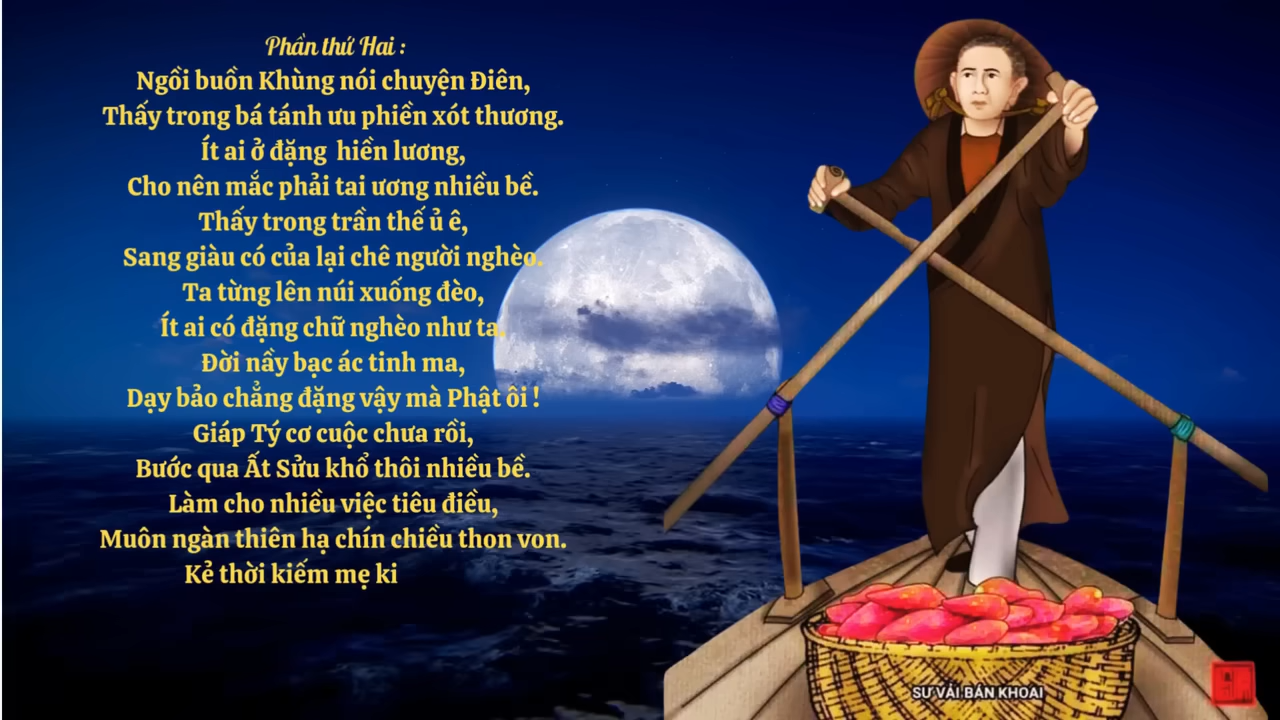 Phần thứ Hai :
Ngồi buồn Khùng nói chuyện Điên,
Thấy trong bá tánh ưu phiền xót thương.
Ít ai ở đặng hiền lương,
Cho nên mắc phải tai ương nhiều bề.
Thấy trong trần thế ủ ê,
Sang giàu có của lại chê người nghèo.
Ta từng lên núi xuống đèo,
Ít ai có đặng chữ nghèo như ta.
Đời nầy bạc ác tinh ma,
Dạy bảo chẳng đặng vậy mà Phật ôi !
Giáp Tý cơ cuộc chưa rồi,
Bước qua Ất Sửu khổ thôi nhiều bề.
Làm cho nhiều việc tiêu điều,
Muôn ngàn thiên hạ chín chiều thon von.
Kẻ thời kiếm mẹ ki
SƯ VÃI BÁN KHOAI